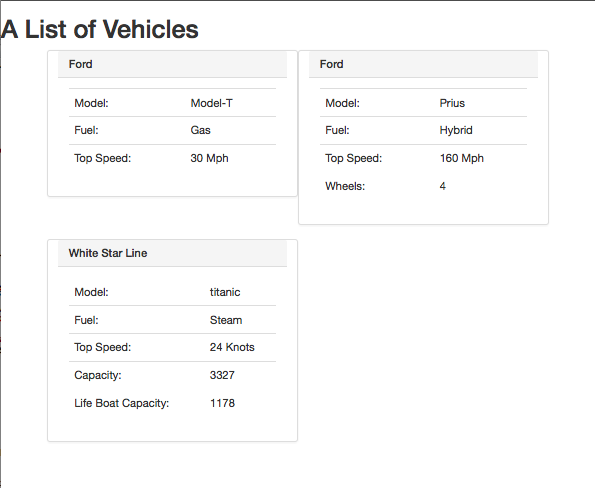 A List of Vehicles
Ford
Model: Model-T
Fuel: Gas
Top Speed: 30 Mph
Ford
Model: Prius
Fuel: Hybrid
Top Speed: 160 Mph
Wheels: 4
White Star Line
Model: titanic
Fuel: Steam
Top Speed: 24 Knots
Capacity: 3327
Life Boat Capacity: 1178